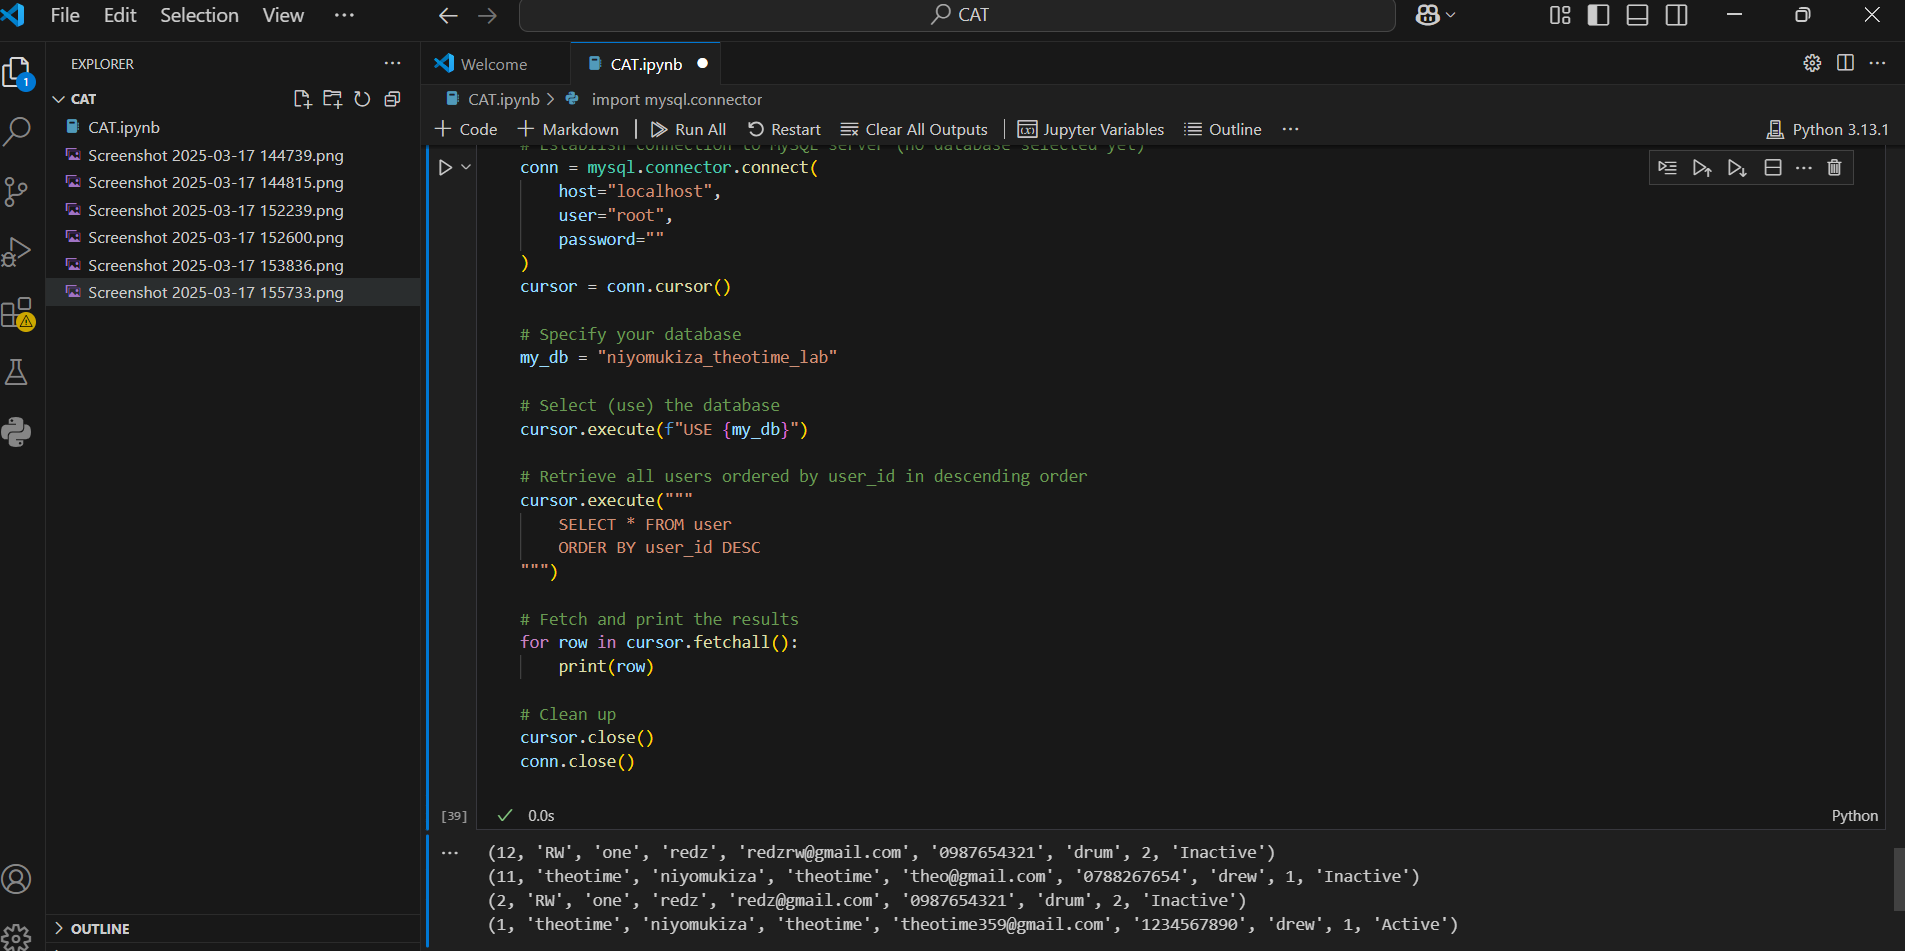 File Edit Selection View ···
CAT
EXPLORER ···
CAT
CAT.ipynb
Screenshot 2025-03-17 144739.png
Screenshot 2025-03-17 144815.png
Screenshot 2025-03-17 152239.png
Screenshot 2025-03-17 152600.png
Screenshot 2025-03-17 153836.png
Screenshot 2025-03-17 155733.png
OUTLINE
1
Welcome CAT.ipynb
CAT.ipynb > import mysql.connector
+ Code + Markdown Run All Restart Clear All Outputs Jupyter Variables Outline ··· Python 3.13.1
# Establish connection to MySQL server (no database selected yet)
conn = mysql.connector.connect(
host="localhost",
user="root",
password=""
)
cursor = conn.cursor()
# Specify your database
my_db = "niyomukiza_theotime_lab"
# Select (use) the database
cursor.execute(f"USE {my_db}")
# Retrieve all users ordered by user_id in descending order
cursor.execute("""
SELECT * FROM user
ORDER BY user_id DESC
""")
# Fetch and print the results
for row in cursor.fetchall():
print(row)
# Clean up
cursor.close()
conn.close()
[39] 0.0s Python
(12, 'RW', 'one', 'redz', 'redzrw@gmail.com', '0987654321', 'drum', 2, 'Inactive')
(11, 'theotime', 'niyomukiza', 'theotime', 'theo@gmail.com', '0788267654', 'drew', 1, 'Inactive')
(2, 'RW', 'one', 'redz', 'redz@gmail.com', '0987654321', 'drum', 2, 'Inactive')
(1, 'theotime', 'niyomukiza', 'theotime', 'theotime359@gmail.com', '1234567890', 'drew', 1, 'Active')